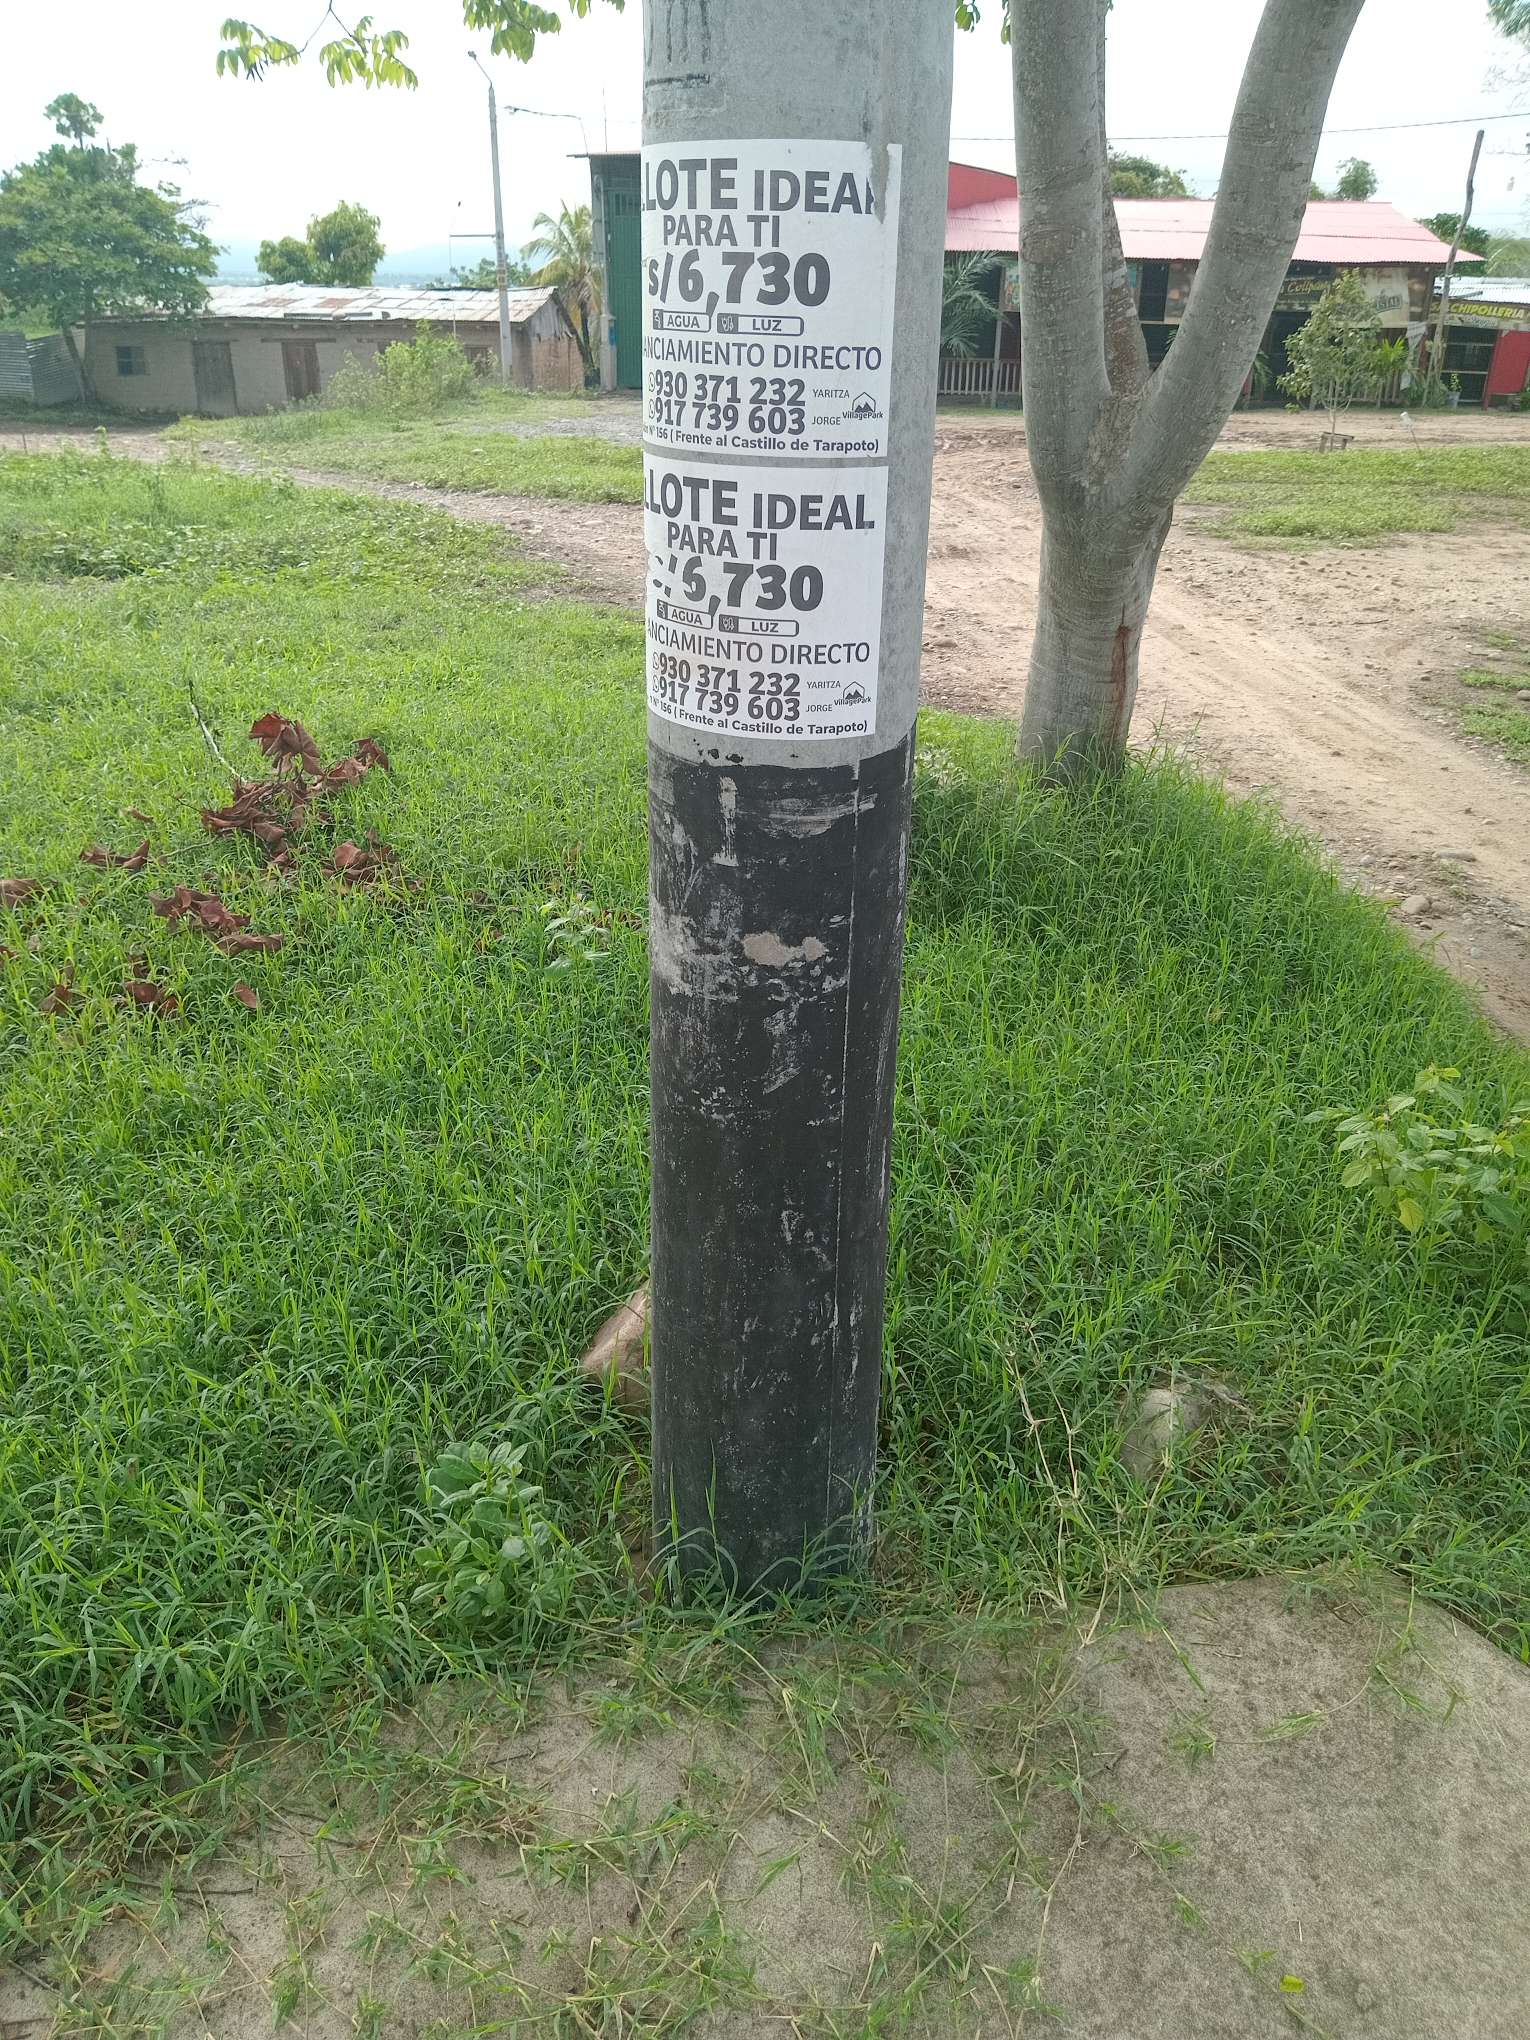 LOTE IDEAL
PARA TI
S/6,730
AGUA LUZ
ANCIAMIENTO DIRECTO
930 371 232 YARITZA
917 739 603 JORGE VillagePark
N° 156 ( Frente al Castillo de Tarapoto)
LOTE IDEAL
PARA TI
6,730
AGUA LUZ
ANCIAMIENTO DIRECTO
930 371 232 YARITZA
917 739 603 JORGE VillagePark
N° 156 ( Frente al Castillo de Tarapoto)
CHIPOLLERIA